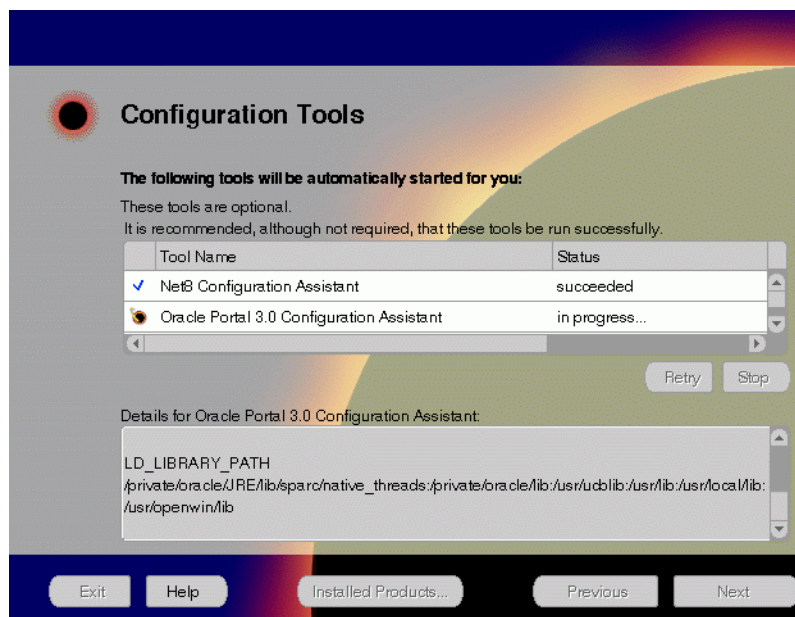 Configuration Tools
The following tools will be automatically started for you:
These tools are optional.
It is recommended, although not required, that these tools be run successfully.
Tool Name Status
Net8 Configuration Assistant succeeded
Oracle Portal 3.0 Configuration Assistant in progress...
Retry Stop
Details for Oracle Portal 3.0 Configuration Assistant:
LD_LIBRARY_PATH
/private/oracle/JRE/lib/sparc/native_threads:/private/oracle/lib:/usr/ucblib:/usr/lib:/usr/local/lib:
/usr/openwin/lib
Exit Help Installed Products... Previous Next